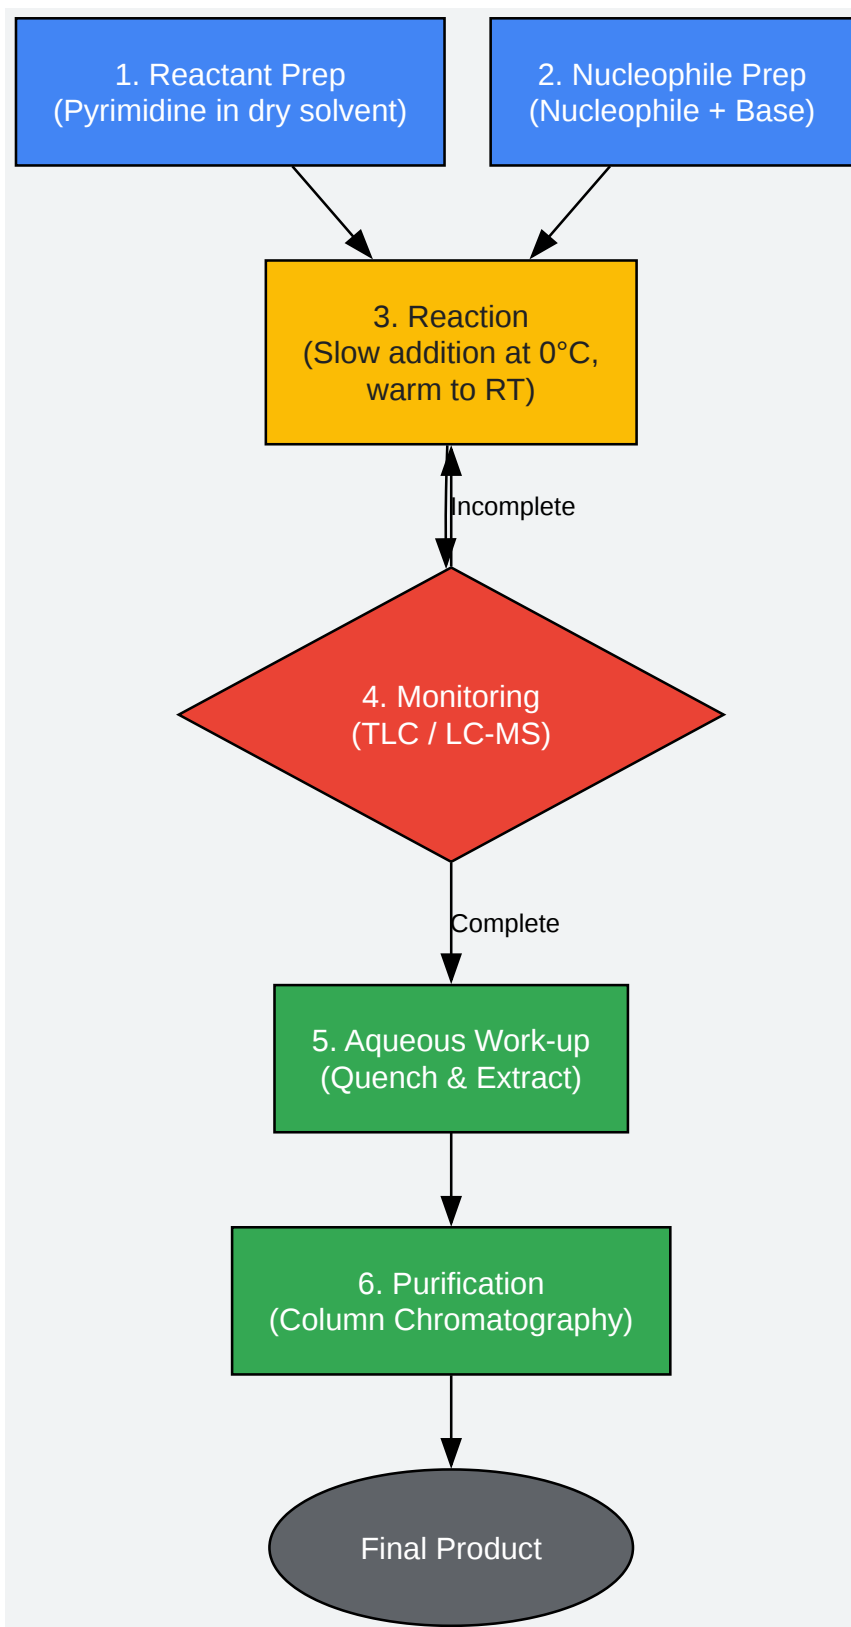 1. Reactant Prep
(Pyrimidine in dry solvent)
2. Nucleophile Prep
(Nucleophile + Base)
3. Reaction
(Slow addition at 0°C,
warm to RT)
Incomplete
4. Monitoring
(TLC / LC-MS)
Complete
5. Aqueous Work-up
(Quench & Extract)
6. Purification
(Column Chromatography)
Final Product